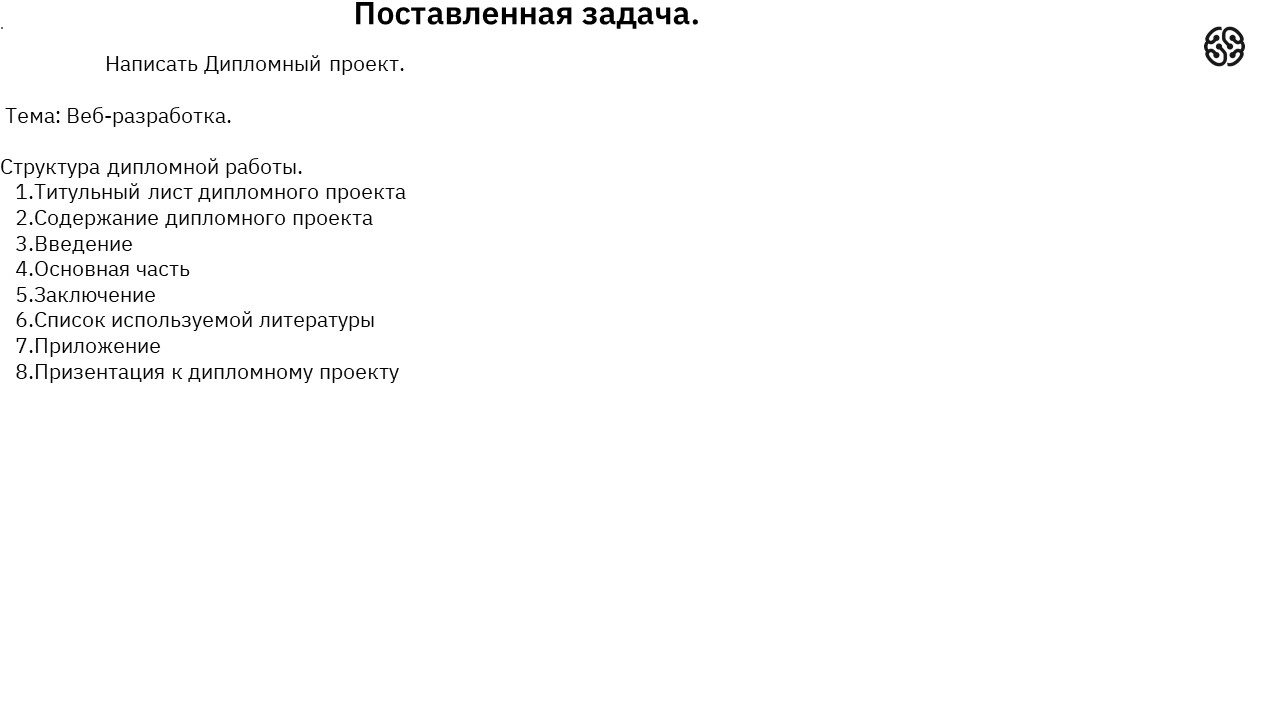 Поставленная задача.
.
Написать Дипломный проект.
Тема: Веб-разработка.
Структура дипломной работы.
1.Титульный лист дипломного проекта
2.Содержание дипломного проекта
3.Введение
4.Основная часть
5.Заключение
6.Список используемой литературы
7.Приложение
8.Призентация к дипломному проекту